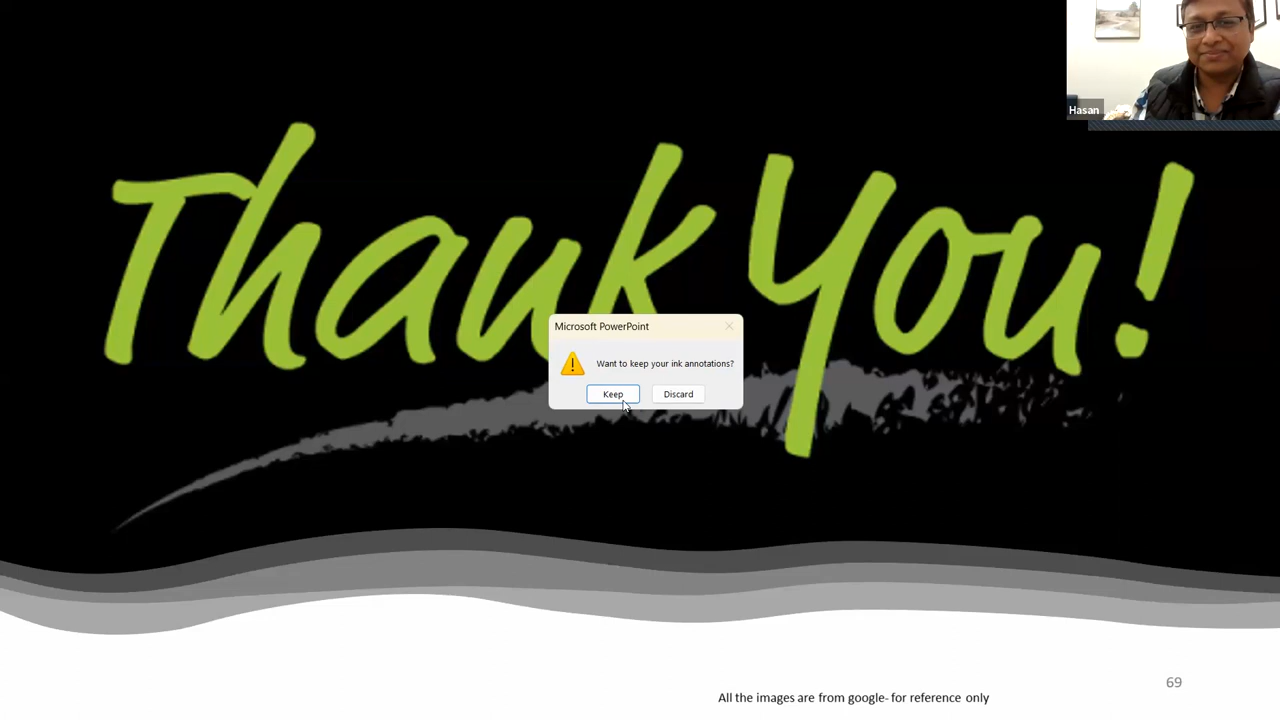 Hasan
Thank You!
Microsoft PowerPoint
Want to keep your ink annotations?
Keep
Discard
69
All the images are from google- for reference only